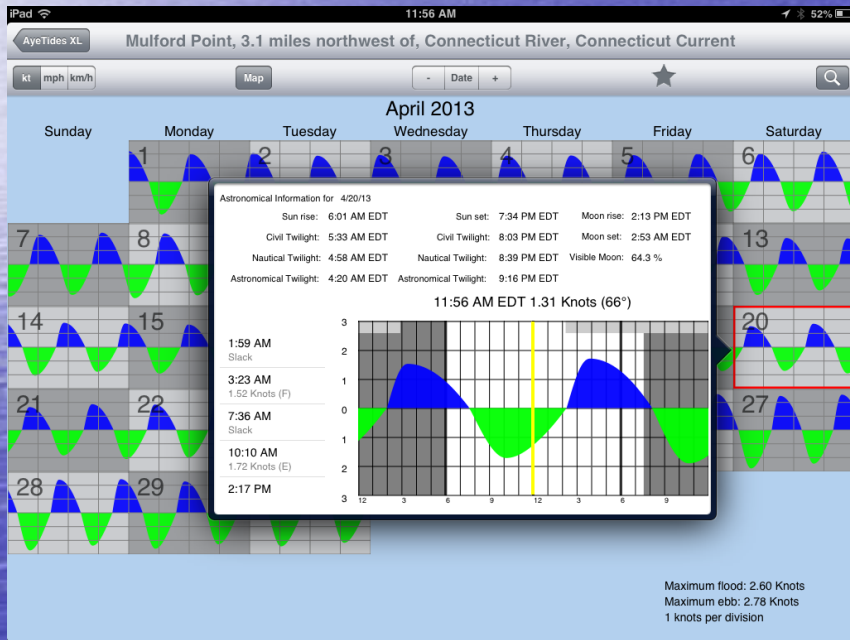 iPad 11:56 AM 52%
AyeTides XL Mulford Point, 3.1 miles northwest of, Connecticut River, Connecticut Current
kt mph km/h Map - Date +
April 2013
Sunday Monday Tuesday Wednesday Thursday Friday Saturday
1 2 3 4 5 6
Astronomical Information for 4/20/13
Sun rise: 6:01 AM EDT Sun set: 7:34 PM EDT Moon rise: 2:13 PM EDT
Civil Twilight: 5:33 AM EDT Civil Twilight: 8:03 PM EDT Moon set: 2:53 AM EDT
Nautical Twilight: 4:58 AM EDT Nautical Twilight: 8:39 PM EDT Visible Moon: 64.3 %
Astronomical Twilight: 4:20 AM EDT Astronomical Twilight: 9:16 PM EDT
7 8 13
11:56 AM EDT 1.31 Knots (66°)
14 15 20
1:59 AM
Slack
3:23 AM
1.52 Knots (F)
7:36 AM
Slack
10:10 AM
1.72 Knots (E)
2:17 PM
3
2
1
0
1
2
3
12 3 6 9 12 3 6 9
21 22 27
28 29
Maximum flood: 2.60 Knots
Maximum ebb: 2.78 Knots
1 knots per division